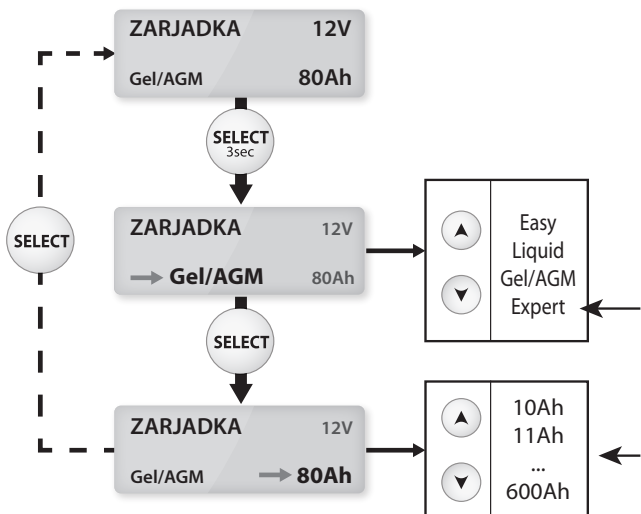 ZARJADKA 12V
Gel/AGM 80Ah
SELECT
3sec
SELECT
ZARJADKA 12V
Gel/AGM 80Ah
Easy
Liquid
Gel/AGM
Expert
SELECT
ZARJADKA 12V
Gel/AGM 80Ah
10Ah
11Ah
...
600Ah